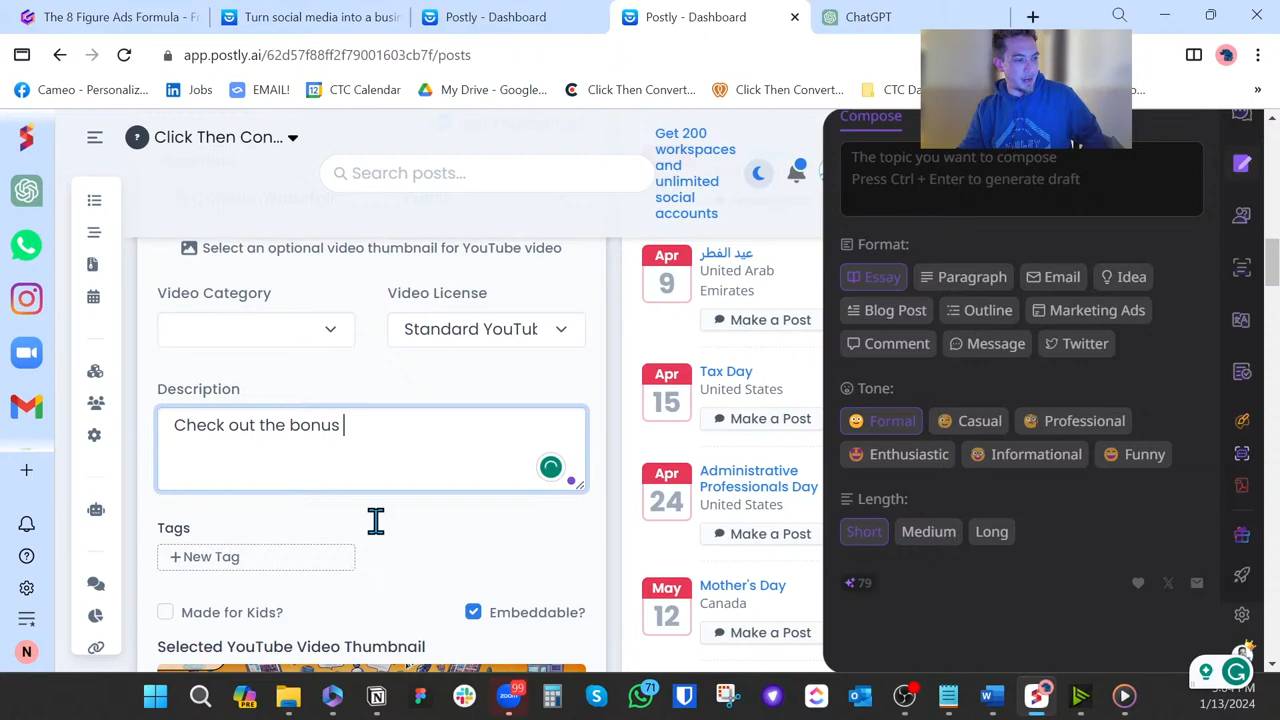 The 8 Figure Ads Formula - Fr
Turn social media into a busin
Postly - Dashboard
Postly - Dashboard
ChatGPT
app.postly.ai/62d57f88ff2f79001603cb7f/posts
Cameo - Personaliz...
Jobs
EMAIL!
CTC Calendar
My Drive - Google...
Click Then Convert...
Click Then Convert...
CTC Da
»
Click Then Con...
Search posts...
Get 200
workspaces
and
unlimited
social
accounts
Select an optional video thumbnail for YouTube video
Video Category
Video License
Standard YouTub
Description
Check out the bonus
Tags
+ New Tag
Made for Kids?
Embeddable?
Selected YouTube Video Thumbnail
Apr
9
عيد الفطر
United Arab
Emirates
Make a Post
Apr
15
Tax Day
United States
Make a Post
Apr
24
Administrative
Professionals Day
United States
Make a Post
May
12
Mother's Day
Canada
Make a Post
Compose
The topic you want to compose
Press Ctrl + Enter to generate draft
Format:
Essay
Paragraph
Email
Idea
Blog Post
Outline
Marketing Ads
Comment
Message
Twitter
Tone:
Formal
Casual
Professional
Enthusiastic
Informational
Funny
Length:
Short
Medium
Long
79
N
PRE
99
71
1/13/2024